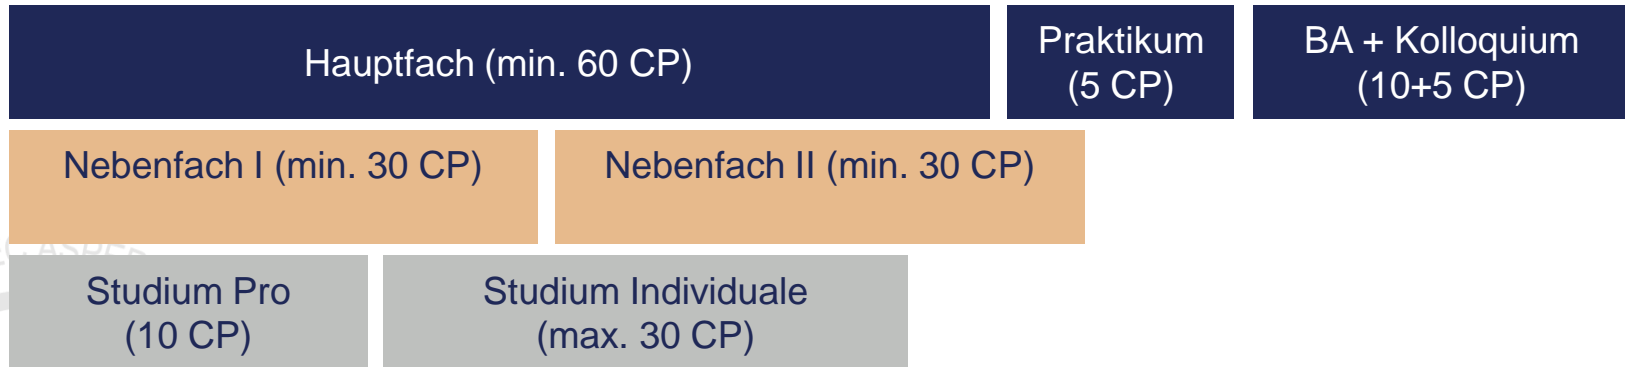 Hauptfach (min. 60 CP)
Praktikum
(5 CP)
BA + Kolloquium
(10+5 CP)
Nebenfach I (min. 30 CP)
Nebenfach II (min. 30 CP)
Studium Pro
(10 CP)
Studium Individuale
(max. 30 CP)